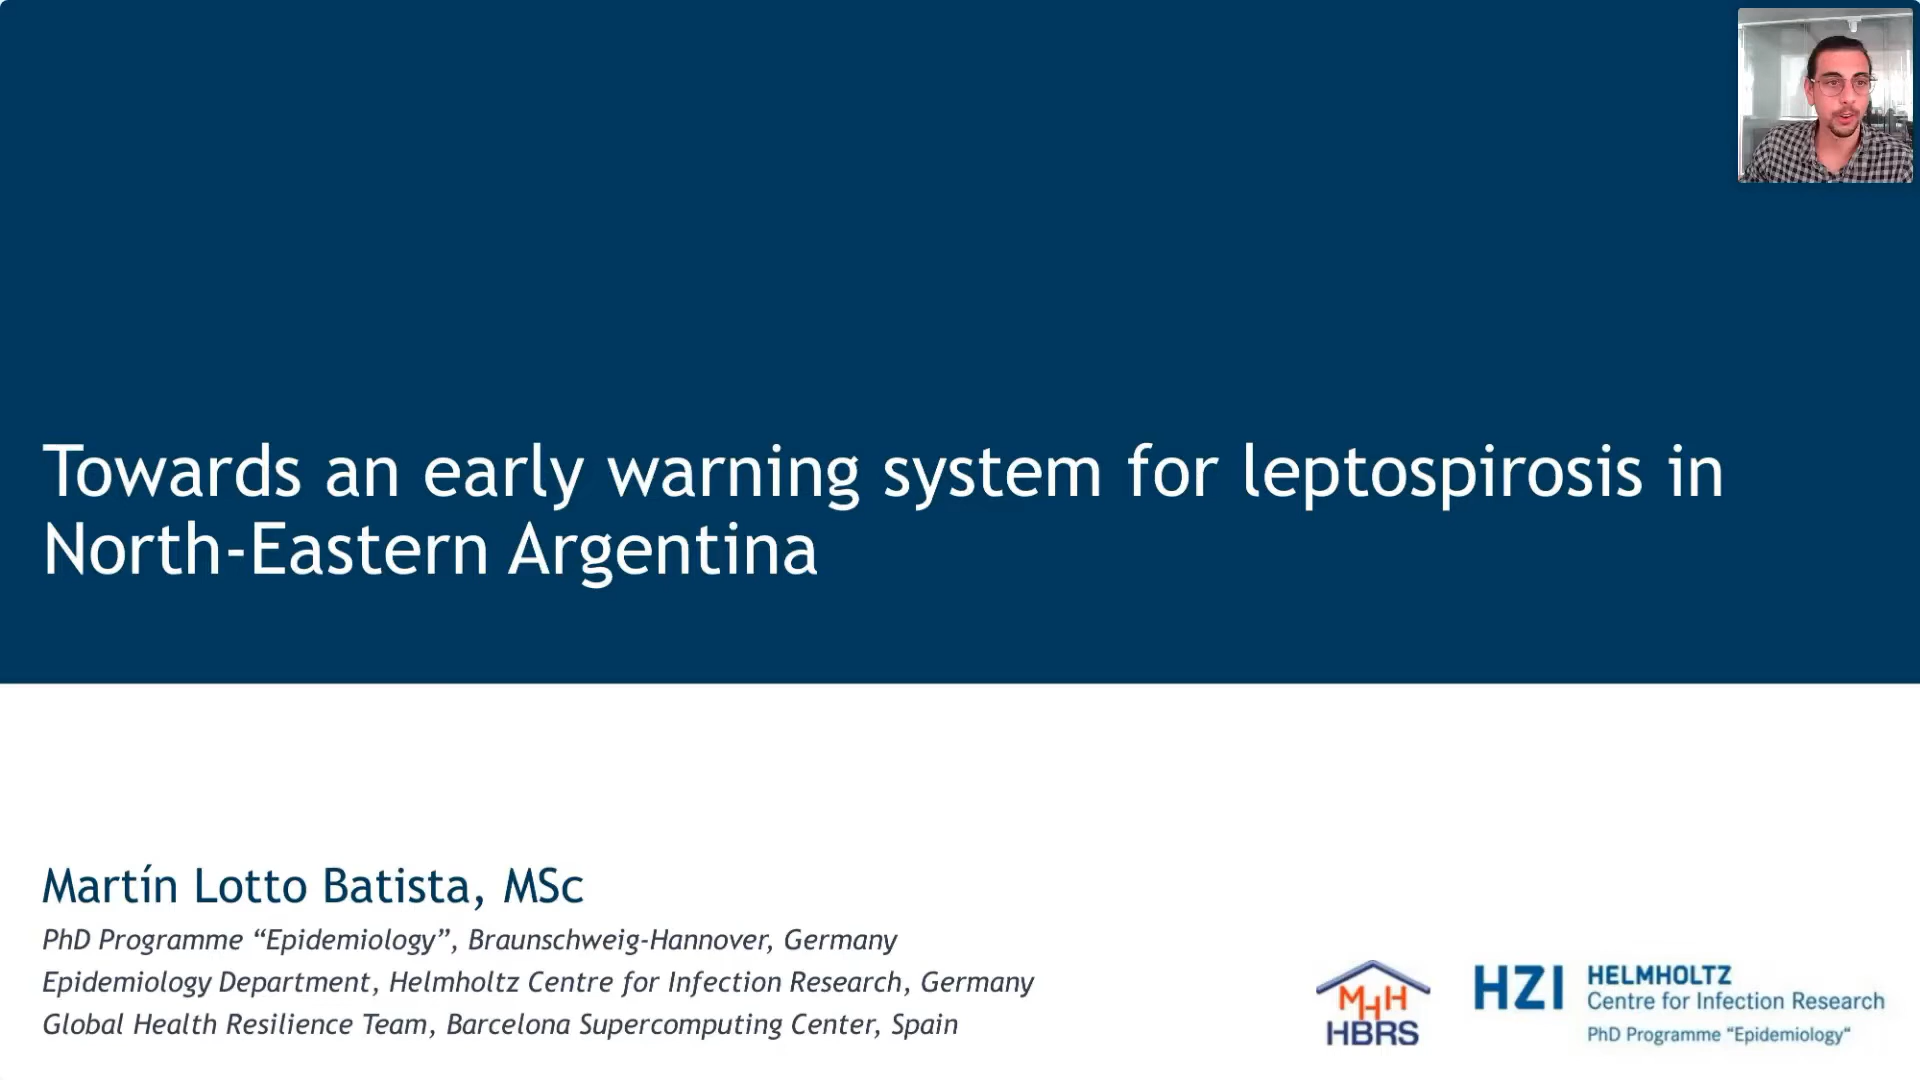 Towards an early warning system for leptospirosis in
North-Eastern Argentina
Martín Lotto Batista, MSc
PhD Programme “Epidemiology”, Braunschweig-Hannover, Germany
Epidemiology Department, Helmholtz Centre for Infection Research, Germany
Global Health Resilience Team, Barcelona Supercomputing Center, Spain
MHH
HBRS
HZI
HELMHOLTZ
Centre for Infection Research
PhD Programme “Epidemiology“